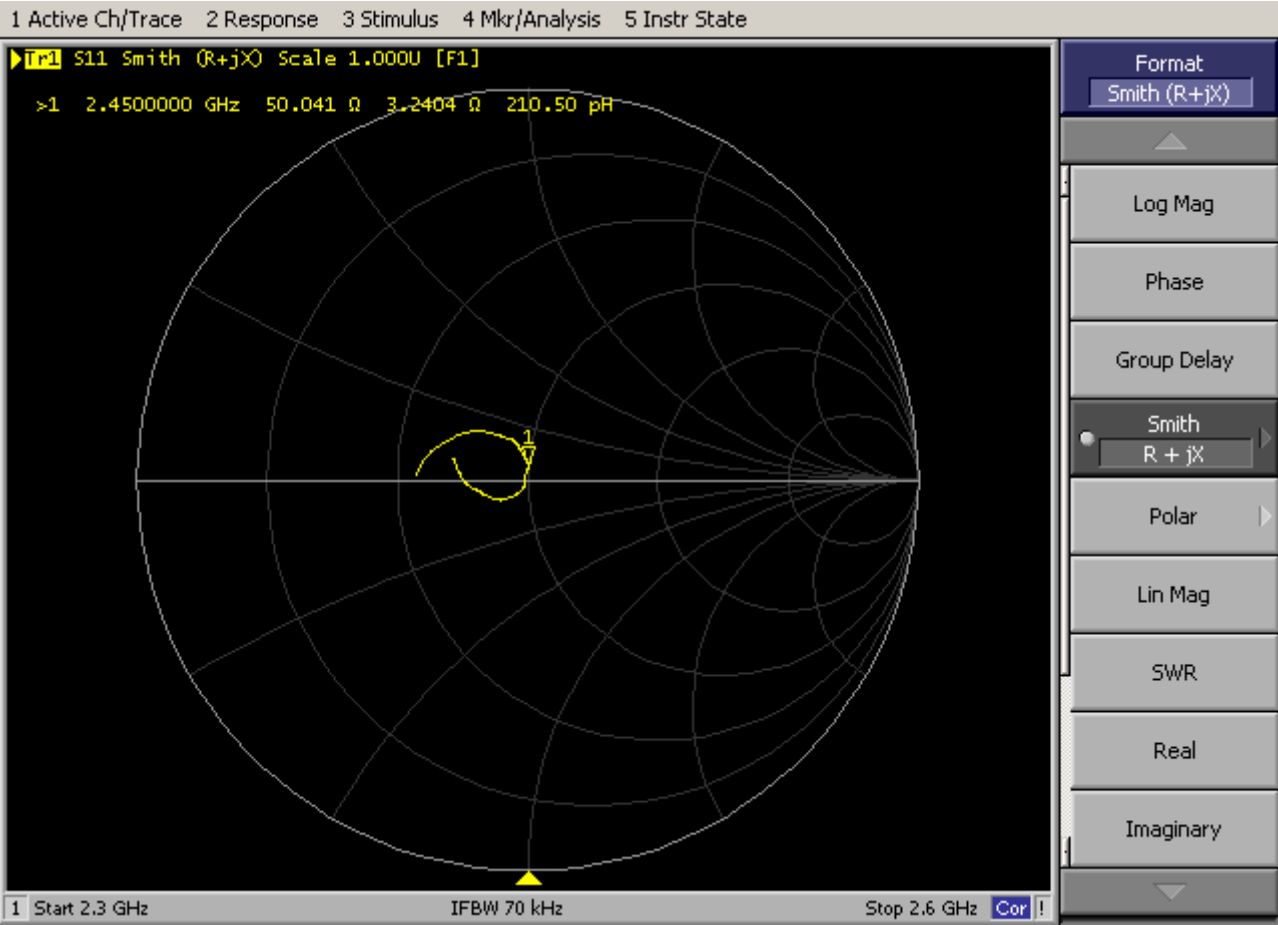 1 Active Ch/Trace 2 Response 3 Stimulus 4 Mkr/Analysis 5 Instr State
Tr1 S11 Smith (R+jX) Scale 1.000U [F1]
>1 2.4500000 GHz 50.041 Ω 3.2404 Ω 210.50 pH
1
1 Start 2.3 GHz IFBW 70 kHz Stop 2.6 GHz Cor !
Format
Smith (R+jX)
Log Mag
Phase
Group Delay
Smith
R + jX
Polar
Lin Mag
SWR
Real
Imaginary